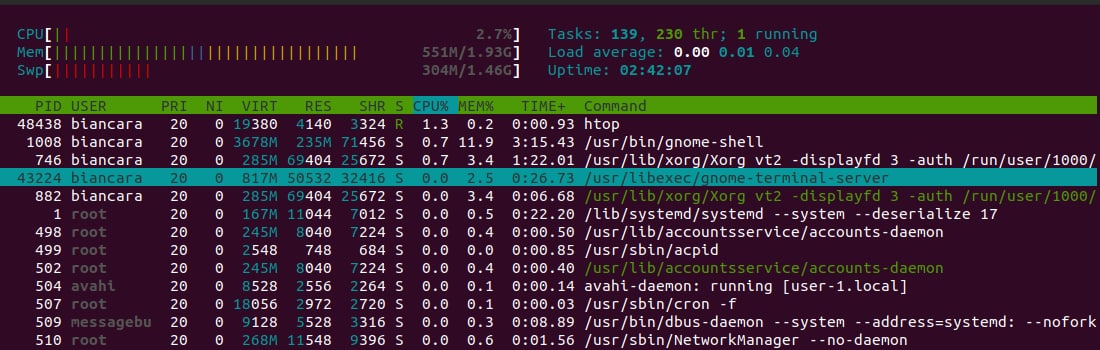 CPU[|| 2.7%] Tasks: 139, 230 thr; 1 running
Mem[||||||||||||||||||||||||||||||||||| 551M/1.93G] Load average: 0.00 0.01 0.04
Swp[||||||||||| 304M/1.46G] Uptime: 02:42:07
PID USER PRI NI VIRT RES SHR S CPU% MEM% TIME+ Command
48438 biancara 20 0 19380 4140 3324 R 1.3 0.2 0:00.93 htop
1008 biancara 20 0 3678M 235M 71456 S 0.7 11.9 3:15.43 /usr/bin/gnome-shell
746 biancara 20 0 285M 69404 25672 S 0.7 3.4 1:22.01 /usr/lib/xorg/Xorg vt2 -displayfd 3 -auth /run/user/1000/
43224 biancara 20 0 817M 50532 32416 S 0.0 2.5 0:26.73 /usr/libexec/gnome-terminal-server
882 biancara 20 0 285M 69404 25672 S 0.0 3.4 0:06.68 /usr/lib/xorg/Xorg vt2 -displayfd 3 -auth /run/user/1000/
1 root 20 0 167M 11044 7012 S 0.0 0.5 0:22.20 /lib/systemd/systemd --system --deserialize 17
498 root 20 0 245M 8040 7224 S 0.0 0.4 0:00.50 /usr/lib/accountsservice/accounts-daemon
499 root 20 0 2548 748 684 S 0.0 0.0 0:00.85 /usr/sbin/acpid
502 root 20 0 245M 8040 7224 S 0.0 0.4 0:00.40 /usr/lib/accountsservice/accounts-daemon
504 avahi 20 0 8528 2556 2264 S 0.0 0.1 0:00.14 avahi-daemon: running [user-1.local]
507 root 20 0 18056 2972 2720 S 0.0 0.1 0:00.03 /usr/sbin/cron -f
509 messagebu 20 0 9128 5528 3316 S 0.0 0.3 0:08.89 /usr/bin/dbus-daemon --system --address=systemd: --nofork
510 root 20 0 268M 11548 9396 S 0.0 0.6 0:01.56 /usr/sbin/NetworkManager --no-daemon